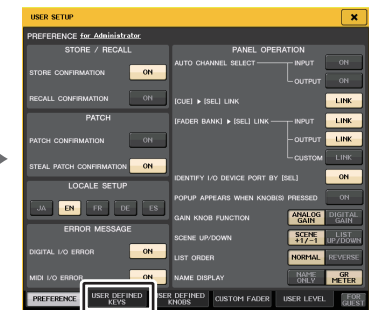 USER SETUP
PREFERENCE for Administrator
STORE / RECALL
STORE CONFIRMATION ON
RECALL CONFIRMATION ON
PATCH
PATCH CONFIRMATION ON
STEAL PATCH CONFIRMATION ON
LOCALE SETUP
JA EN FR DE ES
ERROR MESSAGE
DIGITAL I/O ERROR ON
MIDI I/O ERROR ON
PANEL OPERATION
AUTO CHANNEL SELECT INPUT ON
OUTPUT ON
[CUE] ▶ [SEL] LINK LINK
[FADER BANK] ▶ [SEL] LINK INPUT LINK
OUTPUT LINK
CUSTOM LINK
IDENTIFY I/O DEVICE PORT BY [SEL] ON
POPUP APPEARS WHEN KNOB(S) PRESSED ON
GAIN KNOB FUNCTION ANALOG GAIN DIGITAL GAIN
SCENE UP/DOWN SCENE +1/-1 LIST UP/DOWN
LIST ORDER NORMAL REVERSE
NAME DISPLAY NAME ONLY GR METER
PREFERENCE USER DEFINED KEYS USER DEFINED KNOBS CUSTOM FADER USER LEVEL FOR GUEST